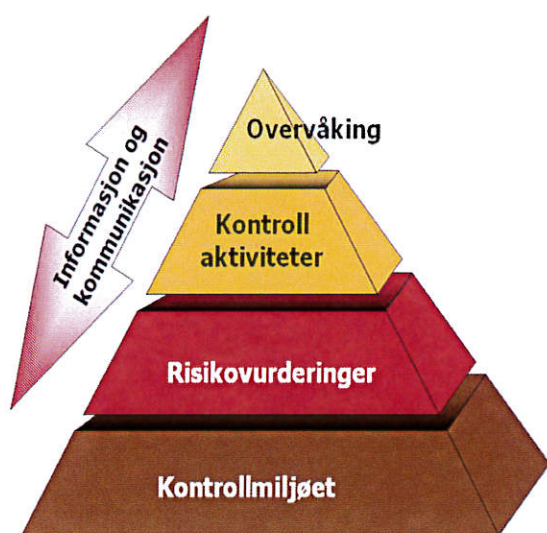 Informasjon og
kommunikasjon
Overvåking
Kontroll
aktiviteter
Risikovurderinger
Kontrollmiljøet